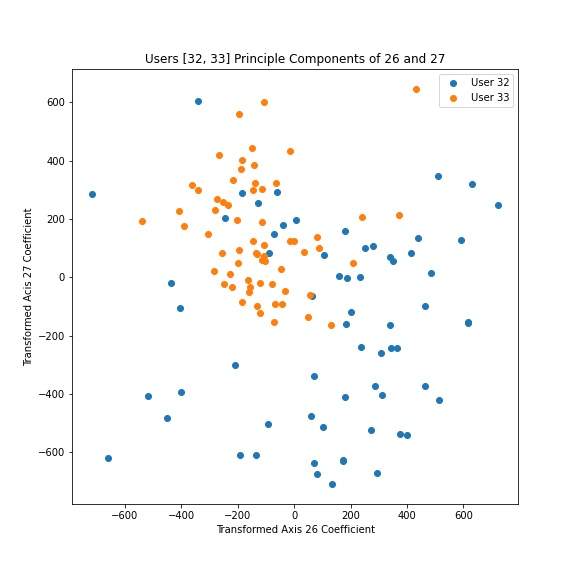 Users [32, 33] Principle Components of 26 and 27
User 32
User 33
Transformed Acis 27 Coefficient
600
400
200
0
−200
−400
−600
−600
−400
−200
0
200
400
600
Transformed Axis 26 Coefficient